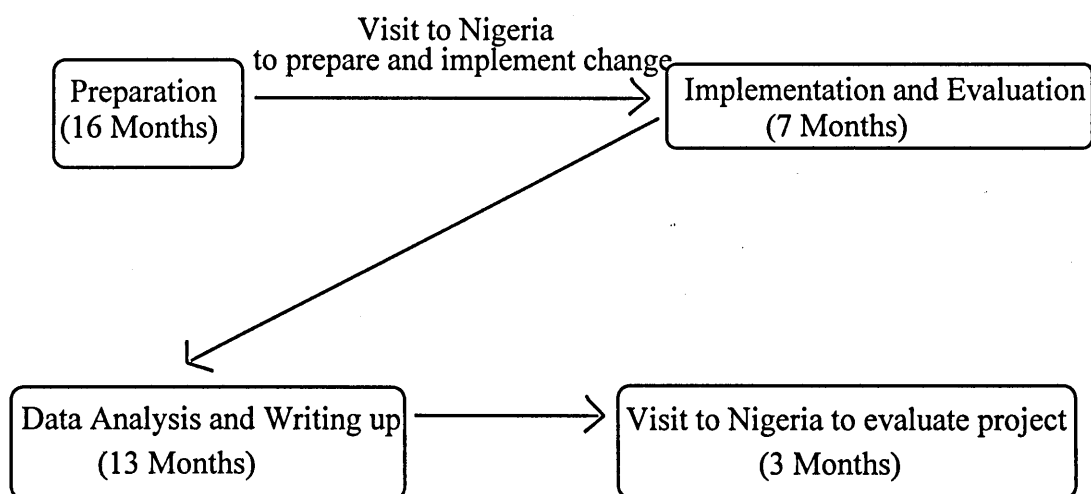 Visit to Nigeria
to prepare and implement change
Preparation
(16 Months)
Implementation and Evaluation
(7 Months)
Data Analysis and Writing up
(13 Months)
Visit to Nigeria to evaluate project
(3 Months)